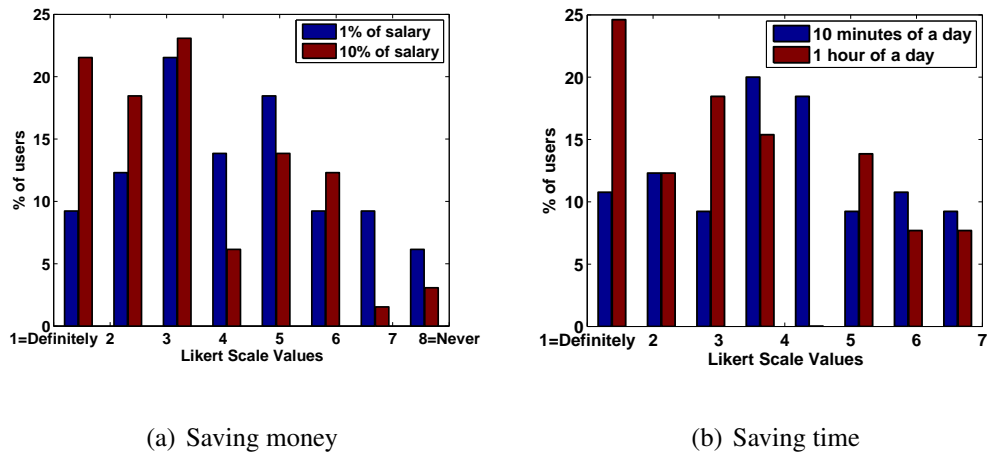 25
20
15
10
5
0
% of users
1% of salary
10% of salary
1=Definitely 2 3 4 5 6 7 8=Never
Likert Scale Values
(a) Saving money
25
20
15
10
5
0
% of users
10 minutes of a day
1 hour of a day
1=Definitely 2 3 4 5 6 7
Likert Scale Values
(b) Saving time